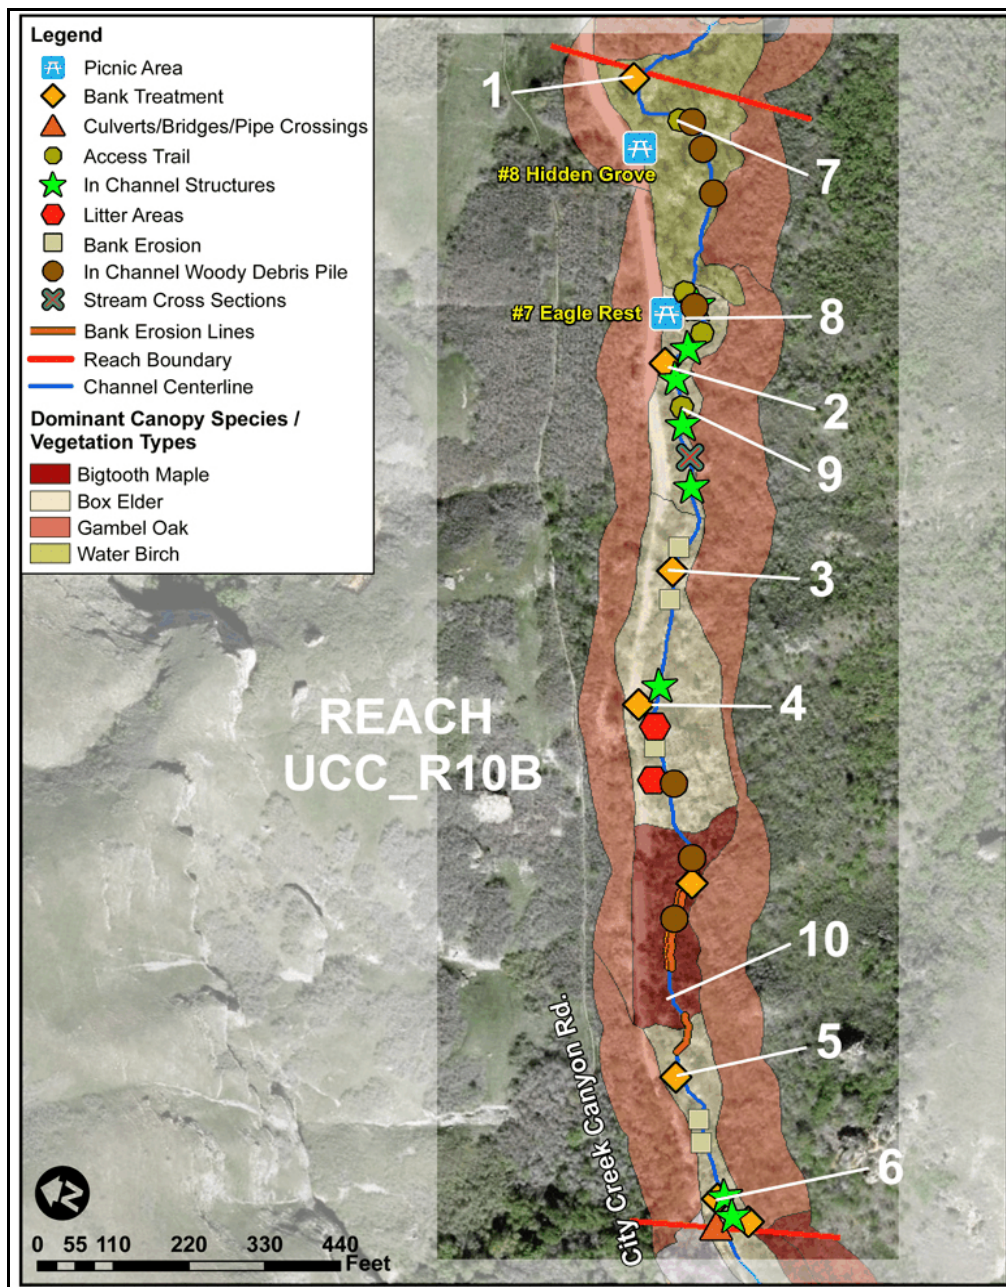 Legend
Picnic Area
Bank Treatment
Culverts/Bridges/Pipe Crossings
Access Trail
In Channel Structures
Litter Areas
Bank Erosion
In Channel Woody Debris Pile
Stream Cross Sections
Bank Erosion Lines
Reach Boundary
Channel Centerline
Dominant Canopy Species /
Vegetation Types
Bigtooth Maple
Box Elder
Gambel Oak
Water Birch
1
7
#8 Hidden Grove
#7 Eagle Rest
8
2
9
3
4
REACH
UCC_R10B
10
5
City Creek Canyon Rd.
6
N
0 55 110 220 330 440
Feet